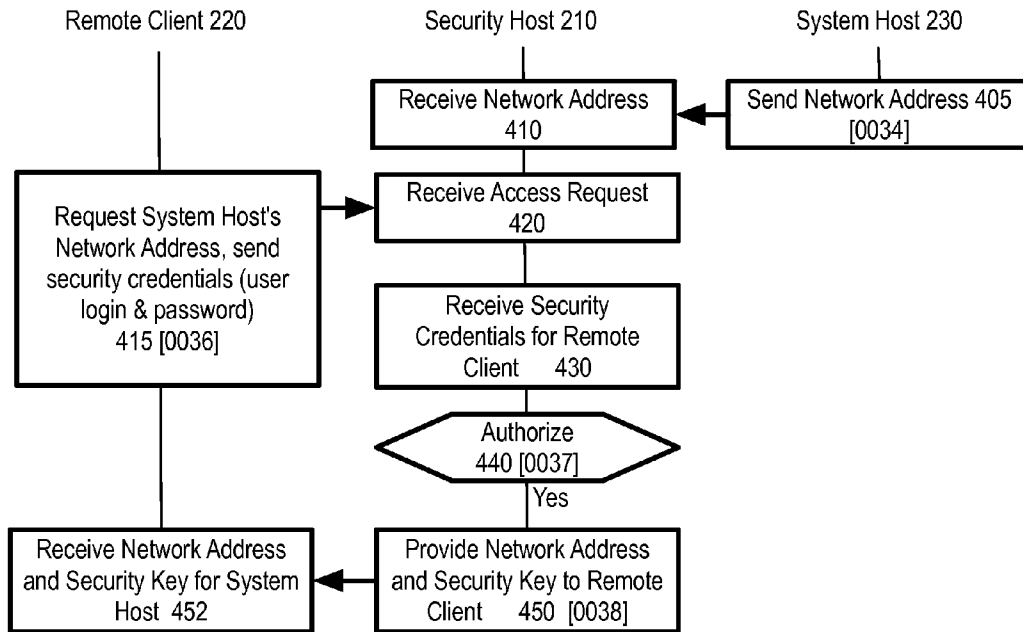 Remote Client 220
Security Host 210
System Host 230
Receive Network Address
410
Send Network Address 405
[0034]
Request System Host's
Network Address, send
security credentials (user
login & password)
415 [0036]
Receive Access Request
420
Receive Security
Credentials for Remote
Client 430
Authorize
440 [0037]
Yes
Receive Network Address
and Security Key for System
Host 452
Provide Network Address
and Security Key to Remote
Client 450 [0038]